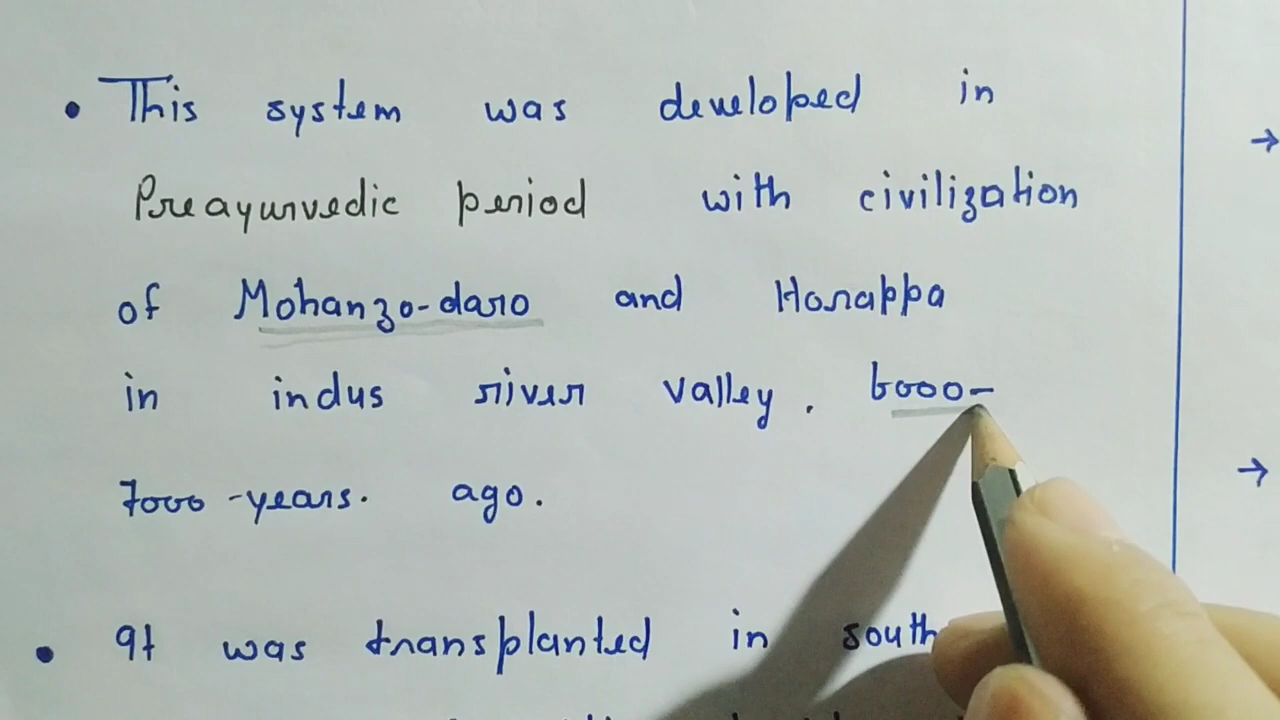 • This system was developed in
Preayurvedic period with civilization
of Mohanzo-daro and Harappa
in indus river valley. 6000-
7000 -years. ago.
• It was transplanted in south